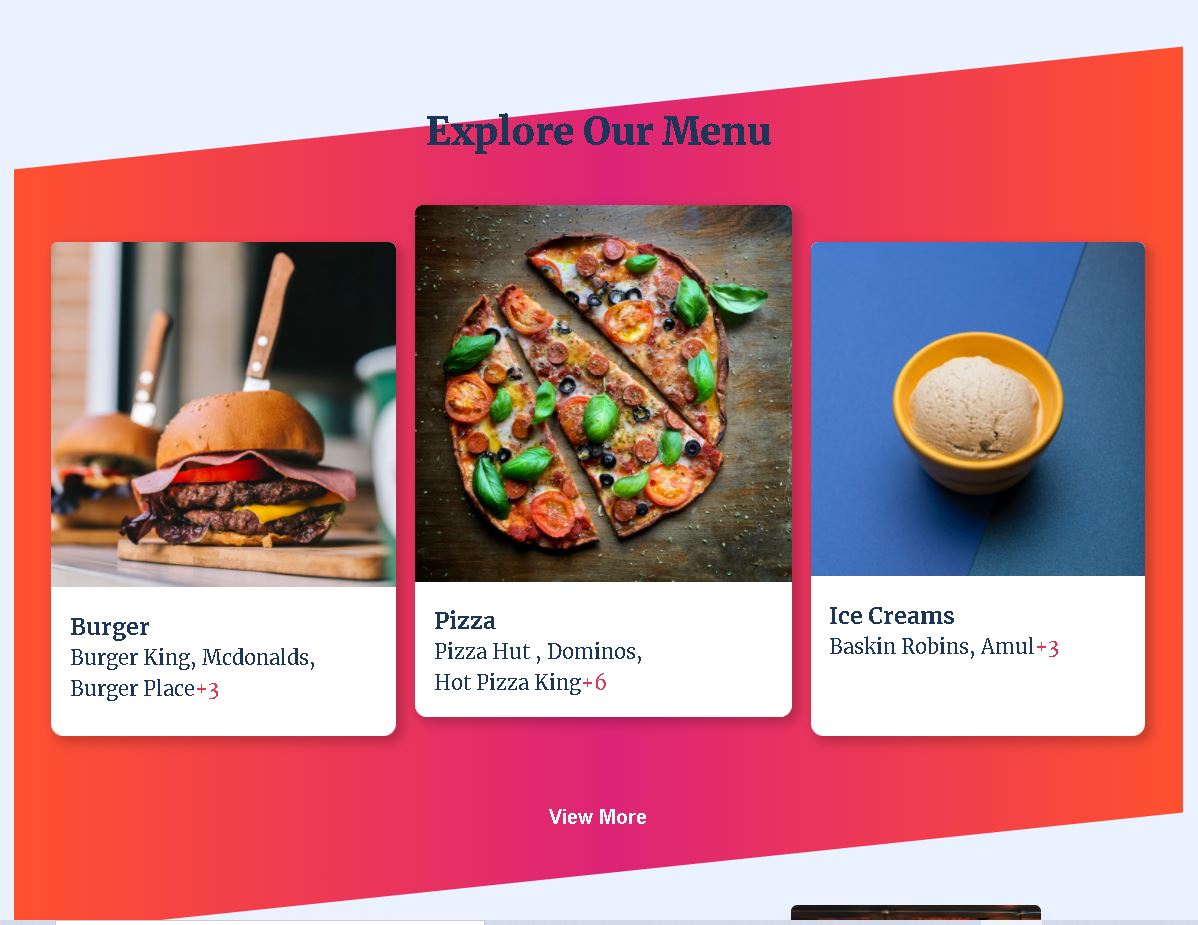 Explore Our Menu
Burger
Burger King, Mcdonalds,
Burger Place+3
Pizza
Pizza Hut , Dominos,
Hot Pizza King+6
Ice Creams
Baskin Robins, Amul+3
View More